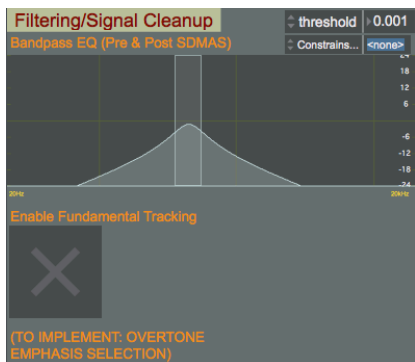 Filtering/Signal Cleanup
threshold 0.001
Bandpass EQ (Pre & Post SDMAS)
Constrains... <none>
24
18
12
6
-6
-12
-18
-24
20Hz 20kHz
Enable Fundamental Tracking
(TO IMPLEMENT: OVERTONE
EMPHASIS SELECTION)